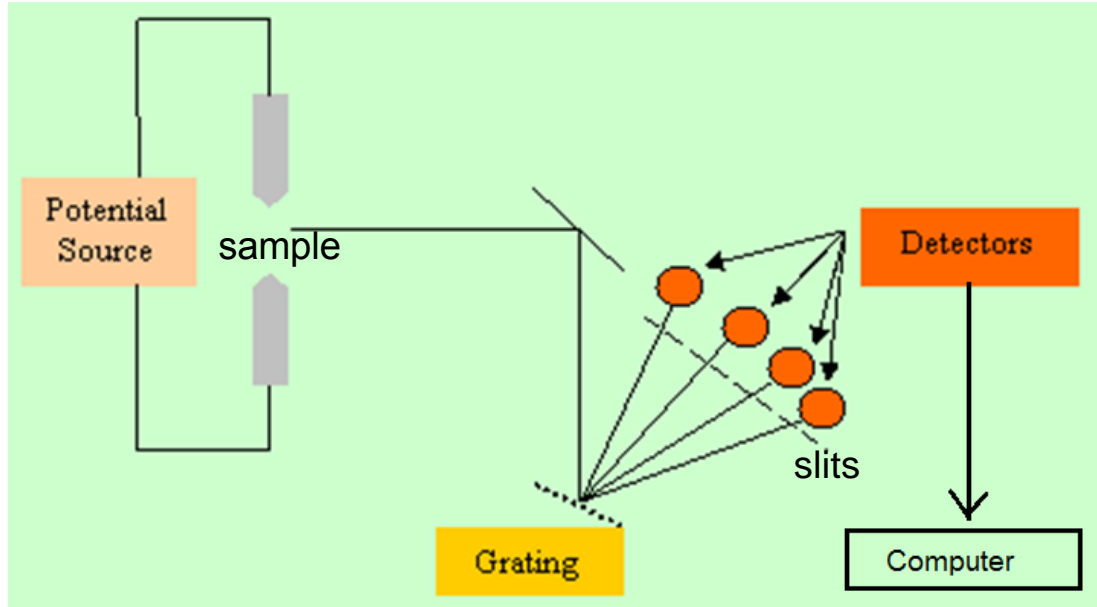 Potential
Source
sample
Detectors
slits
Grating
Computer